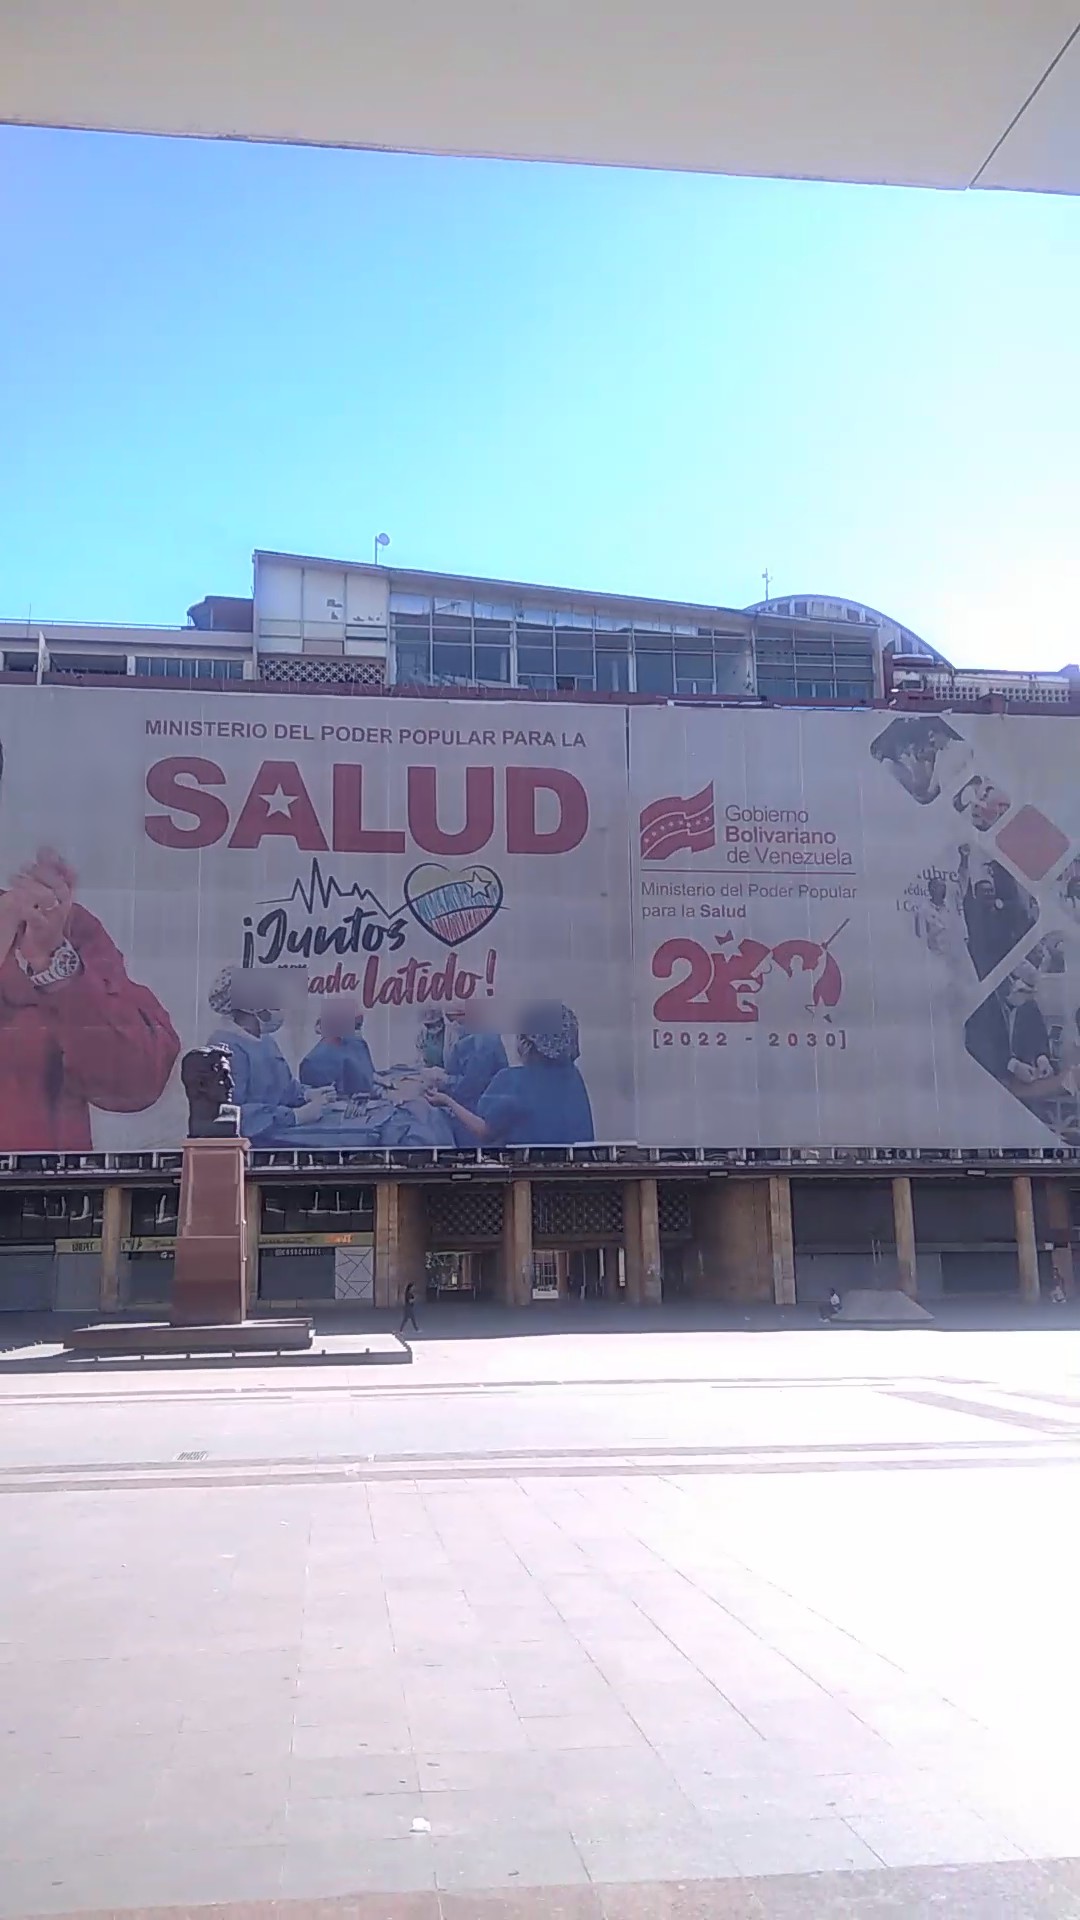 MINISTERIO DEL PODER POPULAR PARA LA
SALUD
¡Juntos
latido!
Gobierno
Bolivariano
de Venezuela
Ministerio del Poder Popular
para la Salud
200
[2022 - 2030]